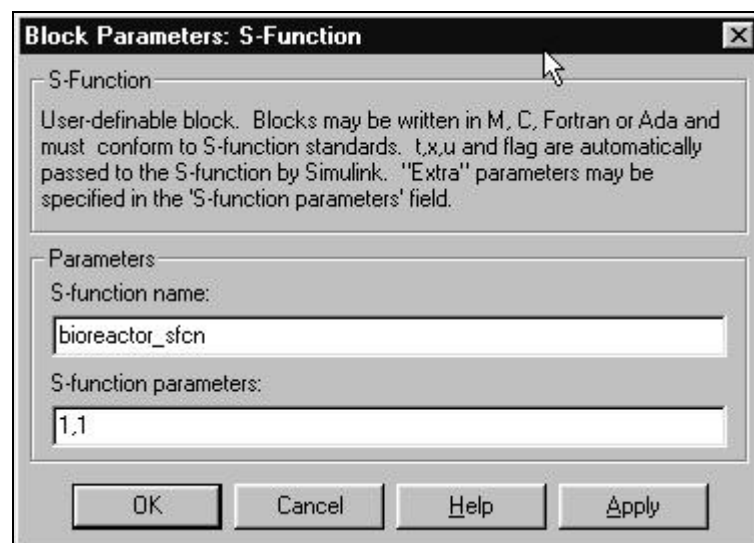 Block Parameters: S-Function
S-Function
User-definable block.  Blocks may be written in M, C, Fortran or Ada and
must  conform to S-function standards.  t,x,u and flag are automatically
passed to the S-function by Simulink.  "Extra" parameters may be
specified in the 'S-function parameters' field.
Parameters
S-function name:
bioreactor_sfcn
S-function parameters:
1,1
OK Cancel Help Apply